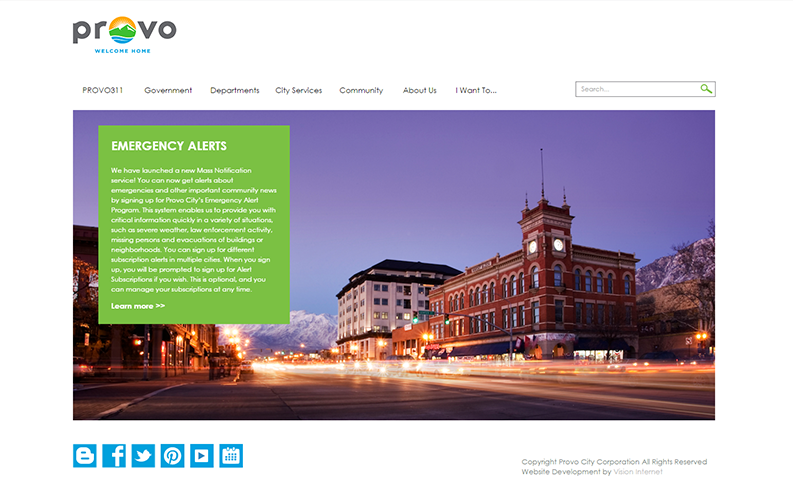 provo
WELCOME HOME
PROVO311 Government Departments City Services Community About Us I Want To...
Search...
EMERGENCY ALERTS
We have launched a new Mass Notification
service! You can now get alerts about
emergencies and other important community news
by signing up for Provo City's Emergency Alert
Program. This system enables us to provide you with
critical information quickly in a variety of situations,
such as severe weather, law enforcement activity,
missing persons and evacuations of buildings or
neighborhoods. You can sign up for different
subscription alerts in multiple cities. When you sign
up, you will be prompted to sign up for Alert
Subscriptions if you wish. This is optional, and you
can manage your subscriptions at any time.
Learn more >>
Copyright Provo City Corporation All Rights Reserved
Website Development by Vision Internet